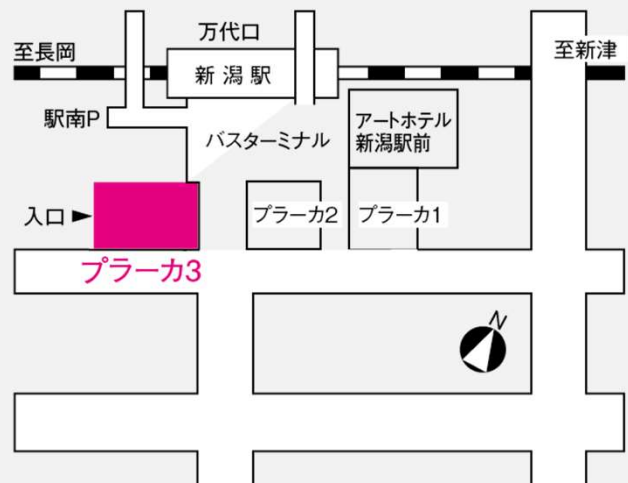 万代口
至長岡
新潟駅
至新津
駅南P
バスターミナル
アートホテル
新潟駅前
入口▶
プラーカ2
プラーカ1
プラーカ3
N